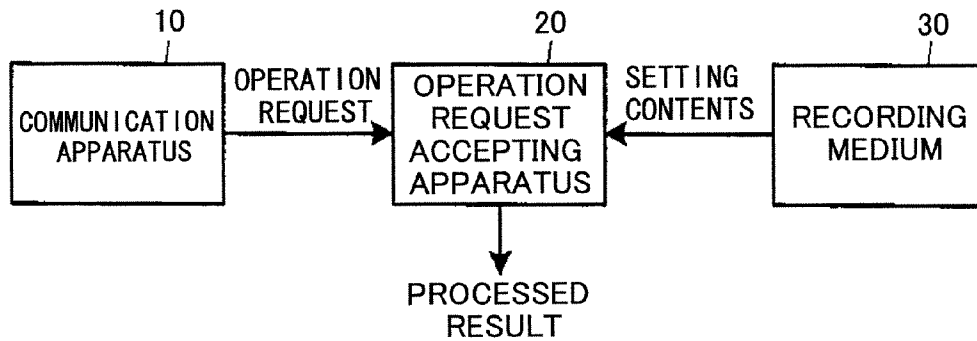 10
20
30
COMMUNICATION
APPARATUS
OPERATION
REQUEST
OPERATION
REQUEST
ACCEPTING
APPARATUS
SETTING
CONTENTS
RECORDING
MEDIUM
PROCESSED
RESULT